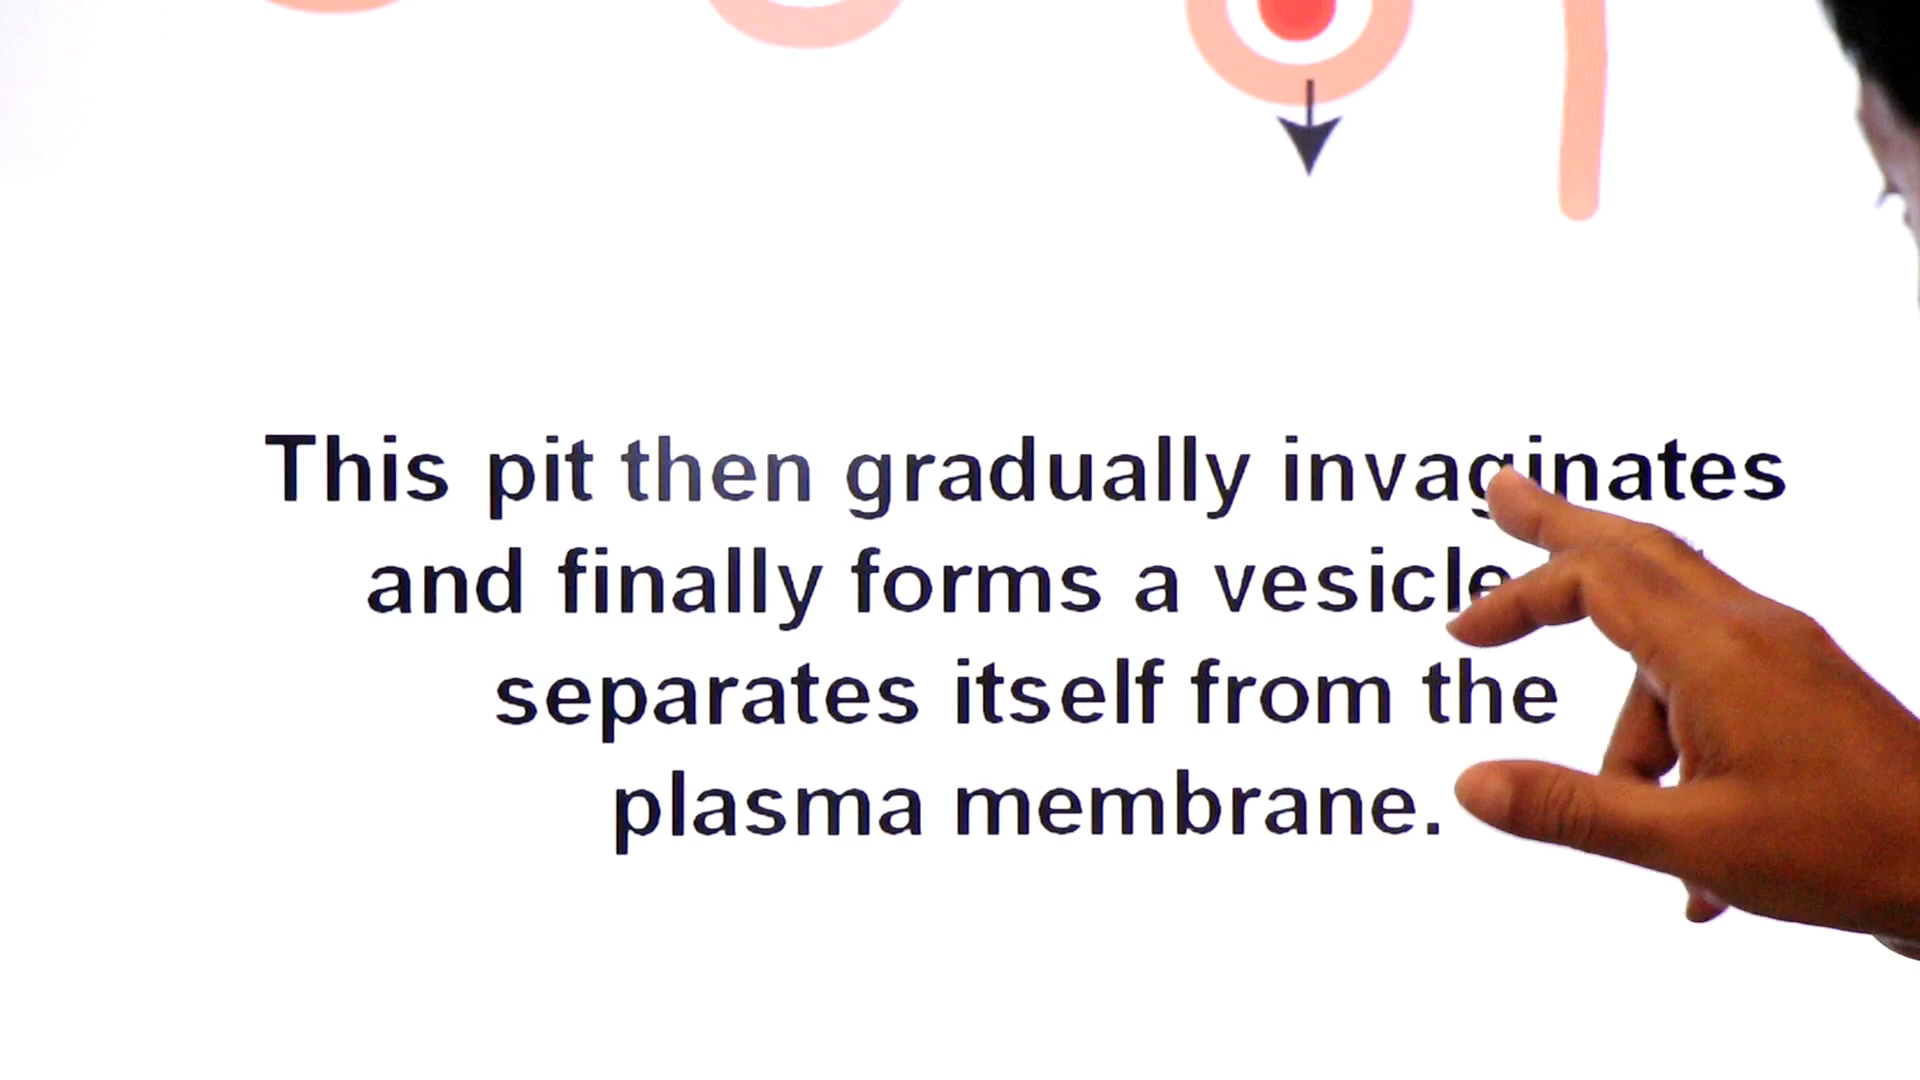 This pit then gradually invaginates
and finally forms a vesicle
separates itself from the
plasma membrane.